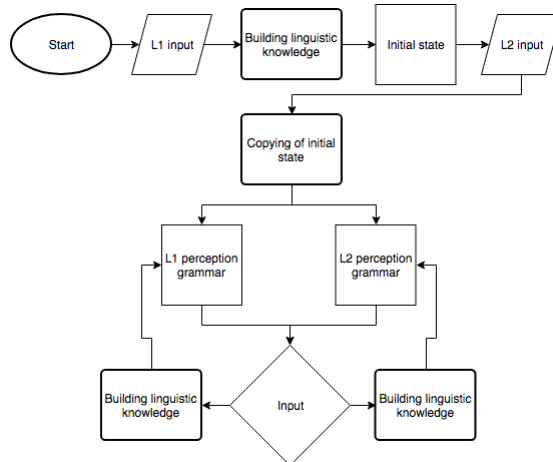 Start
L1 input
Building linguistic
knowledge
Initial state
L2 input
Copying of initial
state
L1 perception
grammar
L2 perception
grammar
Building linguistic
knowledge
Input
Building linguistic
knowledge